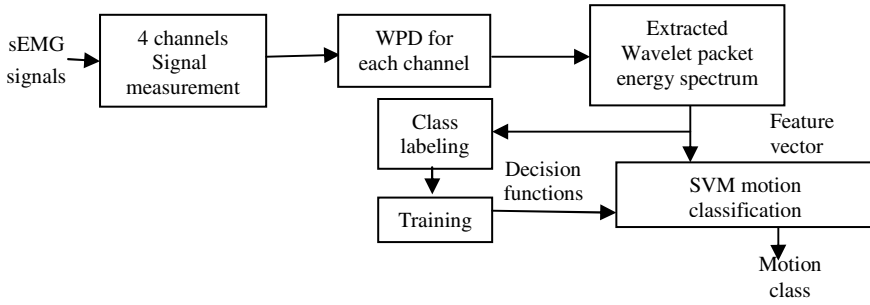 sEMG
signals
4 channels
Signal
measurement
WPD for
each channel
Extracted
Wavelet packet
energy spectrum
Class
labeling
Feature
vector
Decision
functions
Training
SVM motion
classification
Motion
class